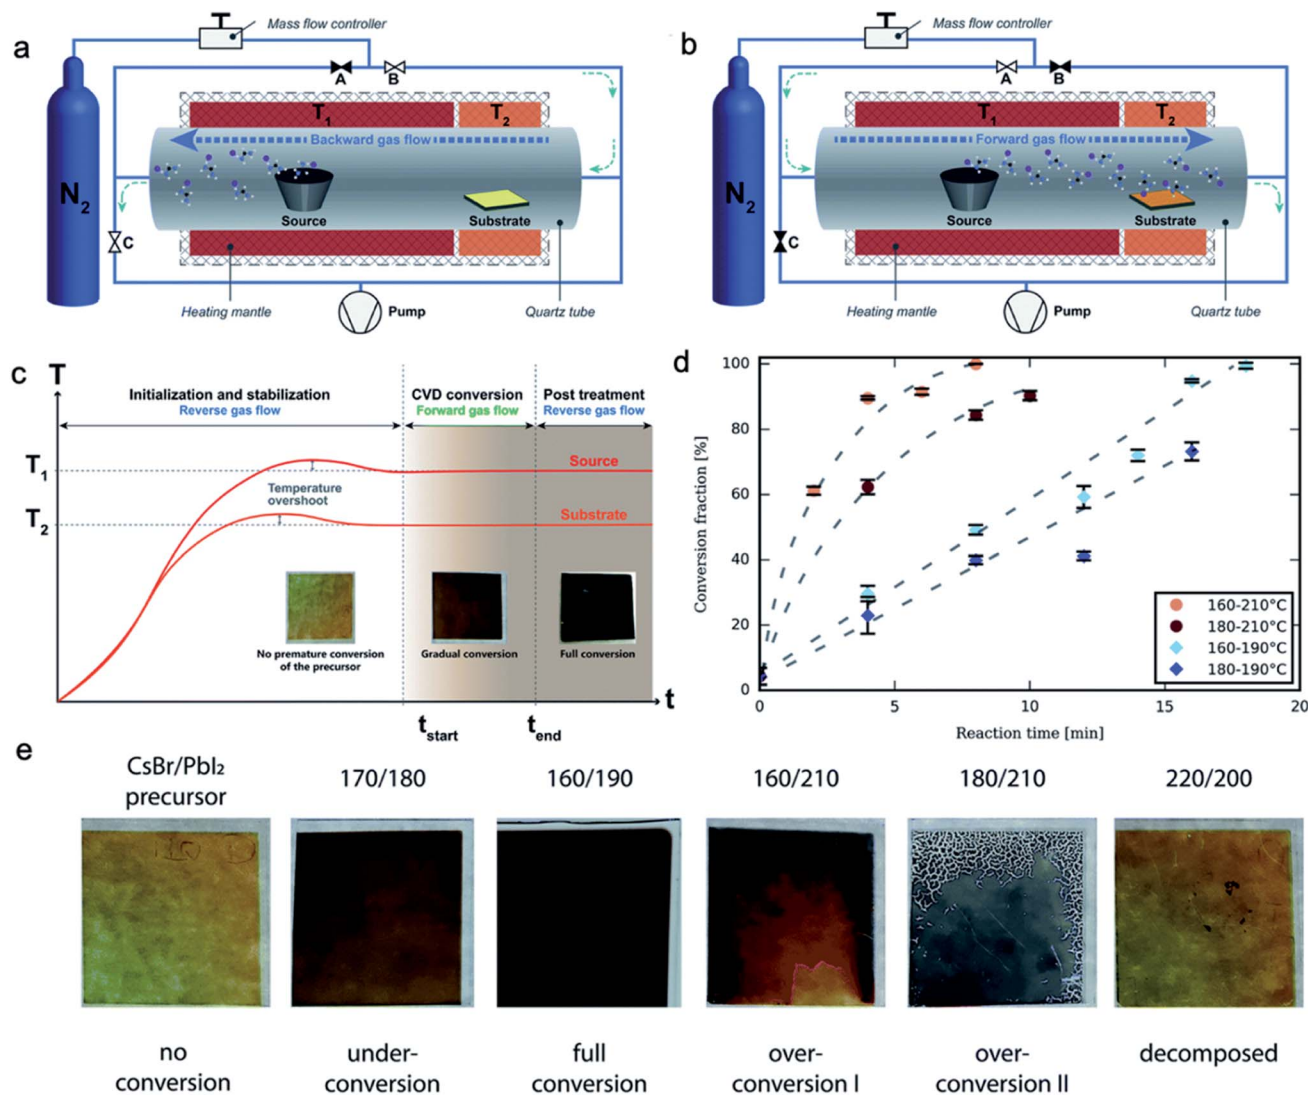 a
Mass flow controller
A
B
T1
T2
Backward gas flow
N2
Source
Substrate
C
Heating mantle
Pump
Quartz tube
b
Mass flow controller
A
B
T1
T2
Forward gas flow
N2
Source
Substrate
C
Heating mantle
Pump
Quartz tube
c
T
Initialization and stabilization
Reverse gas flow
CVD conversion
Forward gas flow
Post treatment
Reverse gas flow
T1
Source
Temperature
overshoot
T2
Substrate
No premature conversion
of the precursor
Gradual conversion
Full conversion
t
tstart
tend
d
Conversion fraction [%]
100
80
60
40
20
0
0
5
10
15
20
Reaction time [min]
160-210°C
180-210°C
160-190°C
180-190°C
e
CsBr/PbI₂
precursor
170/180
160/190
160/210
180/210
220/200
no
conversion
under-
conversion
full
conversion
over-
conversion I
over-
conversion II
decomposed